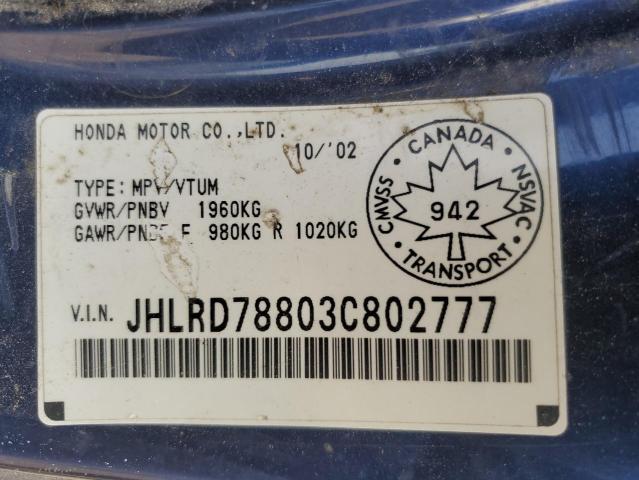 HONDA MOTOR CO.,LTD.
10/'02
TYPE: MPV/VTUM
GVWR/PNBV 1960KG
GAWR/PNBE F 980KG R 1020KG
CANADA
CMVSS
942
NSVAC
TRANSPORT
V.I.N. JHLRD78803C802777